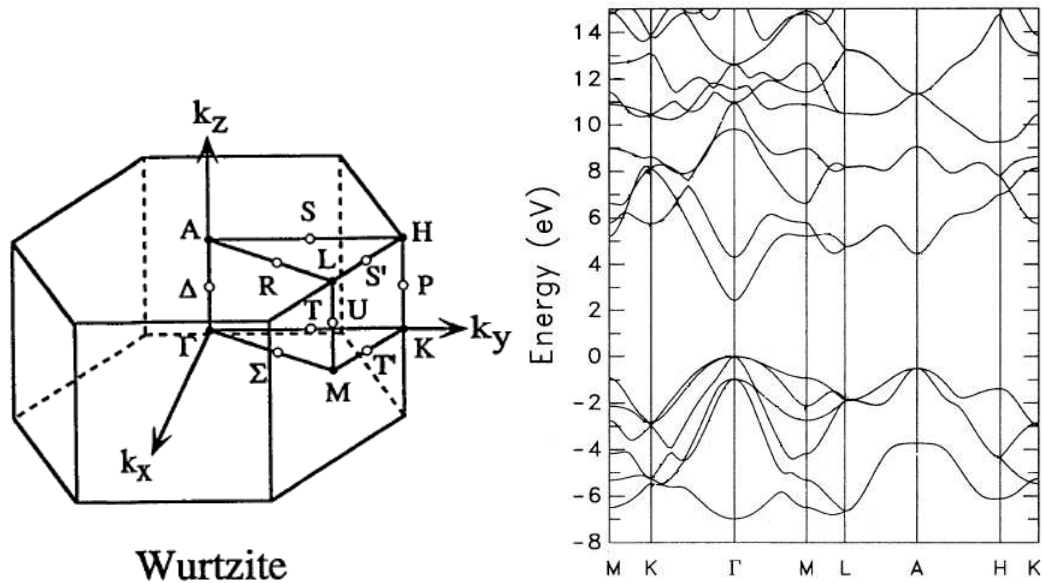 k_z
A
S
H
L
S'
R
P
Δ
T
U
Γ
k_y
K
Σ
T'
M
k_x
Wurtzite
Energy (eV)
14
12
10
8
6
4
2
0
-2
-4
-6
-8
M K Γ M L A H K